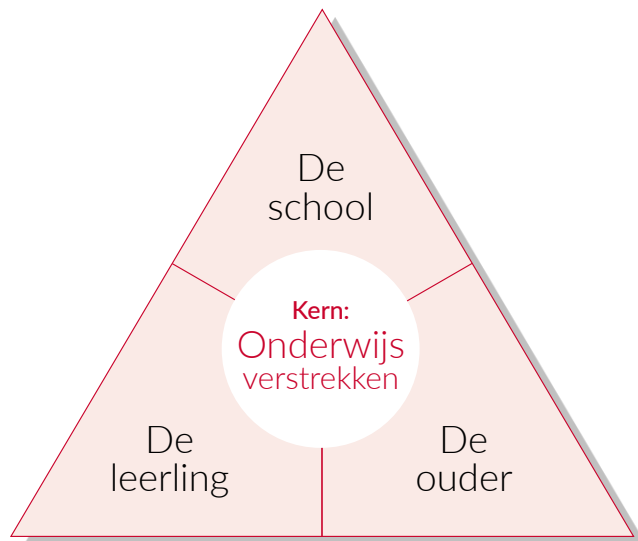 De
school
Kern:
Onderwijs
verstrekken
De
leerling
De
ouder